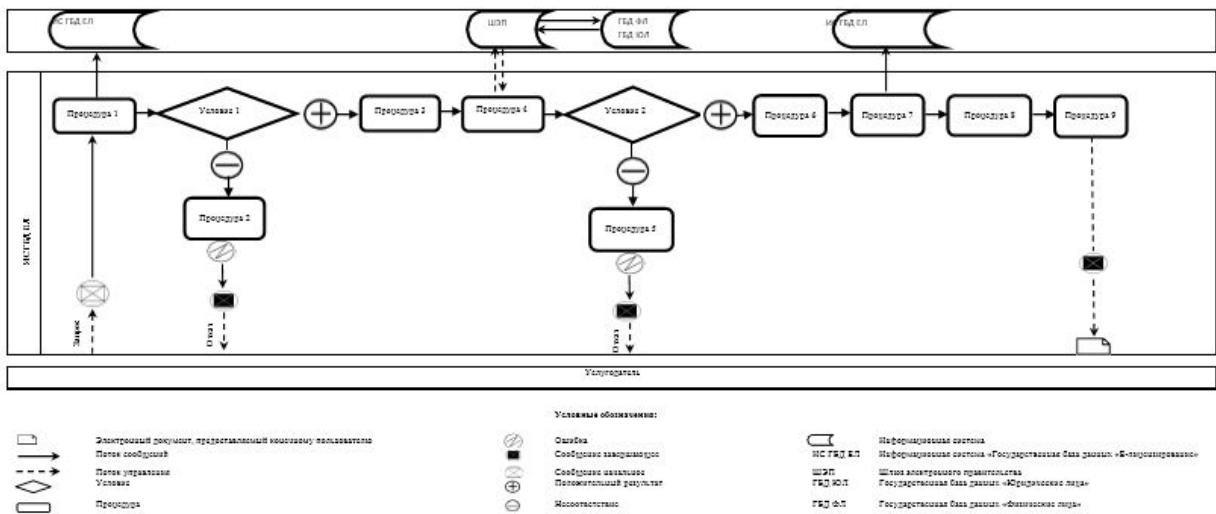 ИС ГБД ЕЛ
ШЭП
ГБД ФЛ
ГБД ЮЛ
ИС ГБД ЕЛ
Процедура 1
Условие 1
Процедура 3
Процедура 4
Условие 2
Процедура 6
Процедура 7
Процедура 8
Процедура 9
Процедура 2
Процедура 5
ИС ГБД ЕЛ
Запрос
Отказ
Отказ
Услугодатель
Условные обозначения:
Электронный документ, предоставляемый конечному пользователю
Поток сообщений
Поток управления
Условие
Процедура
Ошибка
Сообщение завершающее
Сообщение начальное
Положительный результат
Несоответствие
Информационная система
ИС ГБД ЕЛ Информационная система «Государственная база данных «Е-лицензирование»
ШЭП Шлюз электронного правительства
ГБД ЮЛ Государственная база данных «Юридические лица»
ГБД ФЛ Государственная база данных «Физические лица»